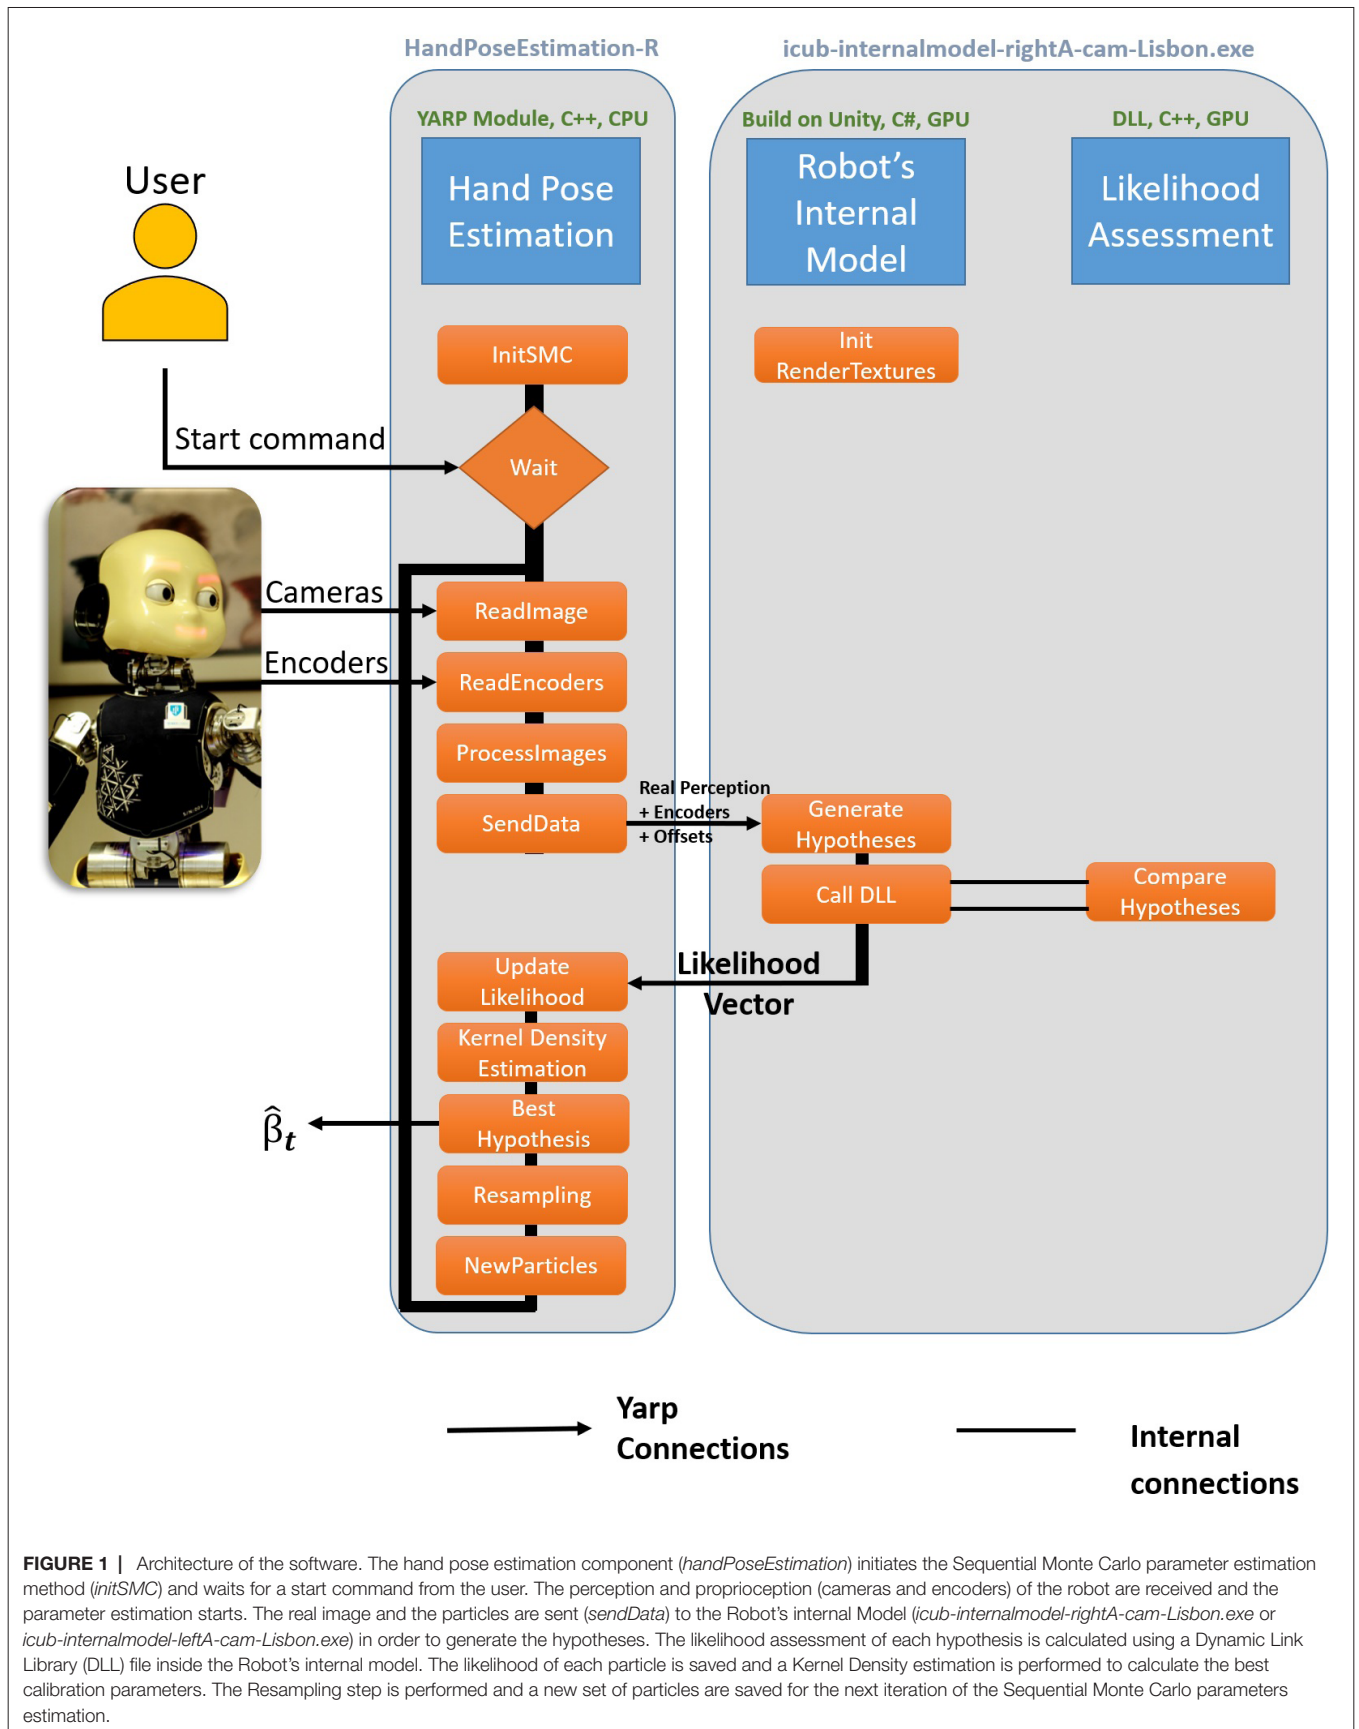 HandPoseEstimation-R
icub-internalmodel-rightA-cam-Lisbon.exe
YARP Module, C++, CPU
Build on Unity, C#, GPU
DLL, C++, GPU
User
Hand Pose
Estimation
Robot's
Internal
Model
Likelihood
Assessment
InitSMC
Init
RenderTextures
Start command
Wait
Cameras
ReadImage
Encoders
ReadEncoders
ProcessImages
SendData
Real Perception
+ Encoders
+ Offsets
Generate
Hypotheses
Call DLL
Compare
Hypotheses
Update
Likelihood
Likelihood
Vector
Kernel Density
Estimation
Best
Hypothesis
β̂t
Resampling
NewParticles
Yarp
Connections
Internal
connections
FIGURE 1 | Architecture of the software. The hand pose estimation component (handPoseEstimation) initiates the Sequential Monte Carlo parameter estimation
method (initSMC) and waits for a start command from the user. The perception and proprioception (cameras and encoders) of the robot are received and the
parameter estimation starts. The real image and the particles are sent (sendData) to the Robot's internal Model (icub-internalmodel-rightA-cam-Lisbon.exe or
icub-internalmodel-leftA-cam-Lisbon.exe) in order to generate the hypotheses. The likelihood assessment of each hypothesis is calculated using a Dynamic Link
Library (DLL) file inside the Robot's internal model. The likelihood of each particle is saved and a Kernel Density estimation is performed to calculate the best
calibration parameters. The Resampling step is performed and a new set of particles are saved for the next iteration of the Sequential Monte Carlo parameters
estimation.